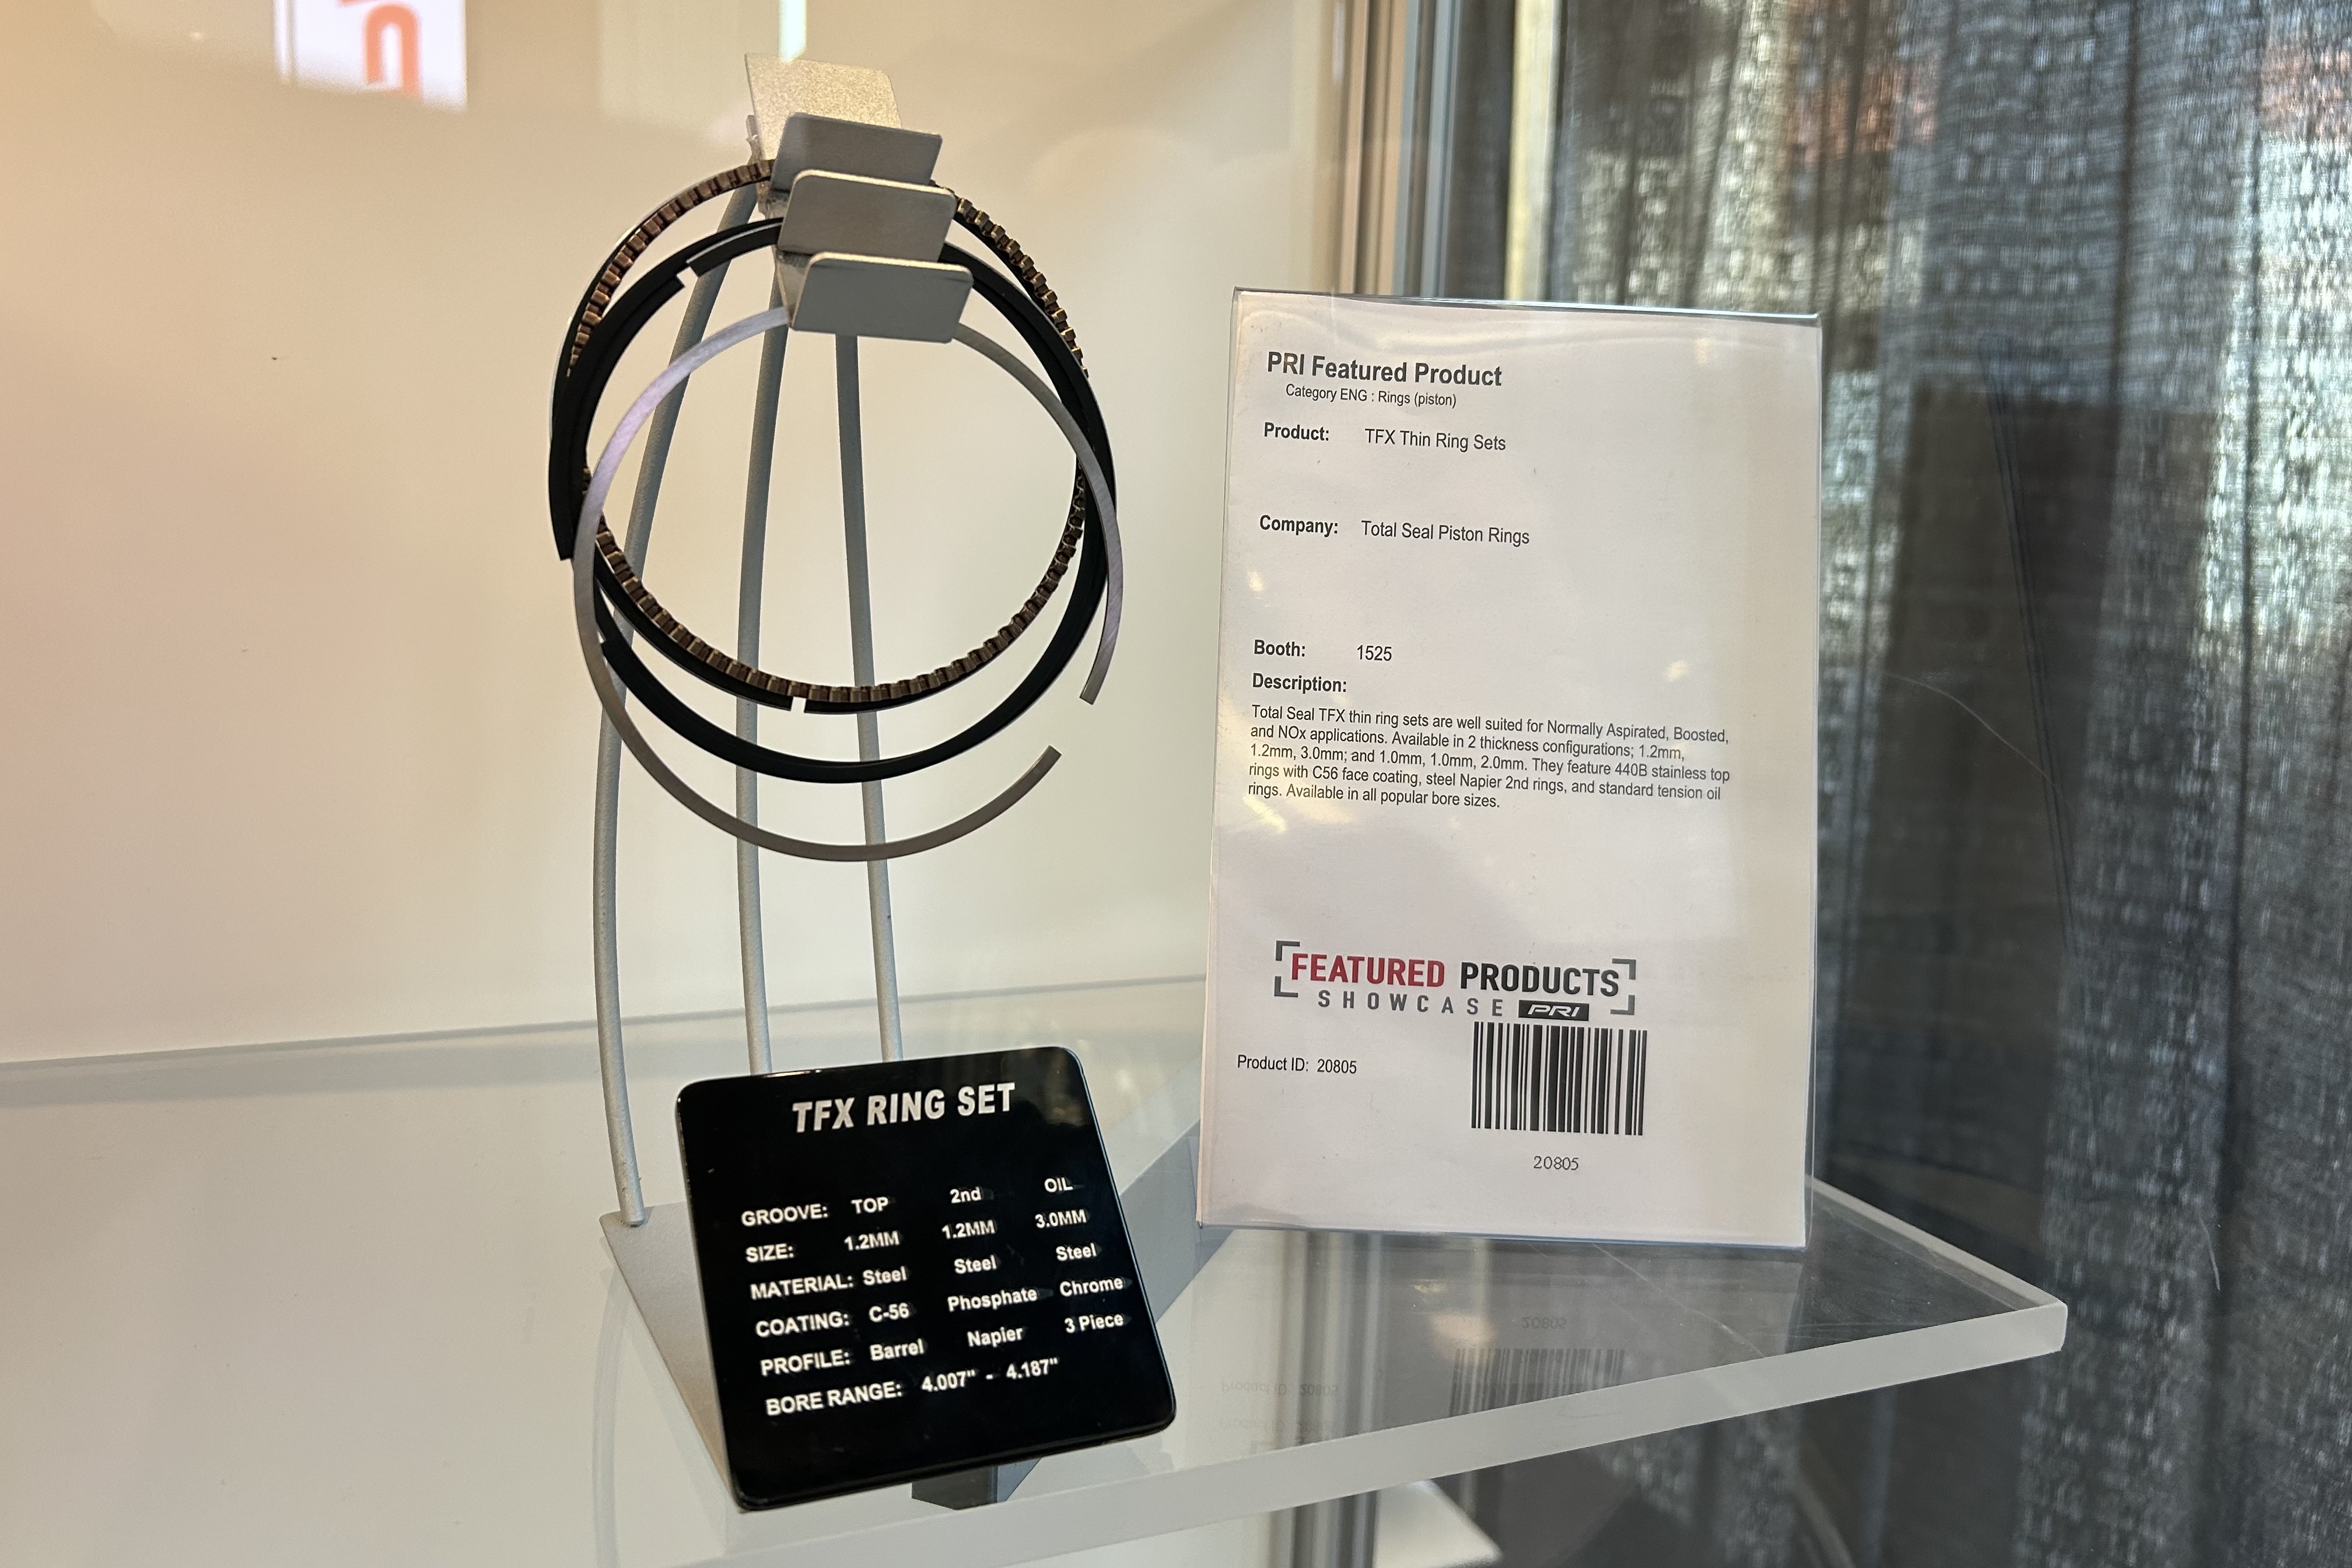 PRI Featured Product
Category ENG : Rings (piston)
Product: TFX Thin Ring Sets
Company: Total Seal Piston Rings
Booth: 1525
Description:
Total Seal TFX thin ring sets are well suited for Normally Aspirated, Boosted,
and NOx applications. Available in 2 thickness configurations; 1.2mm,
1.2mm, 3.0mm; and 1.0mm, 1.0mm, 2.0mm. They feature 440B stainless top
rings with C56 face coating, steel Napier 2nd rings, and standard tension oil
rings. Available in all popular bore sizes.
FEATURED PRODUCTS
SHOWCASE PRI
Product ID: 20805
20805
TFX RING SET
GROOVE: TOP 2nd OIL
SIZE: 1.2MM 1.2MM 3.0MM
MATERIAL: Steel Steel Steel
COATING: C-56 Phosphate Chrome
PROFILE: Barrel Napier 3 Piece
BORE RANGE: 4.007" - 4.187"